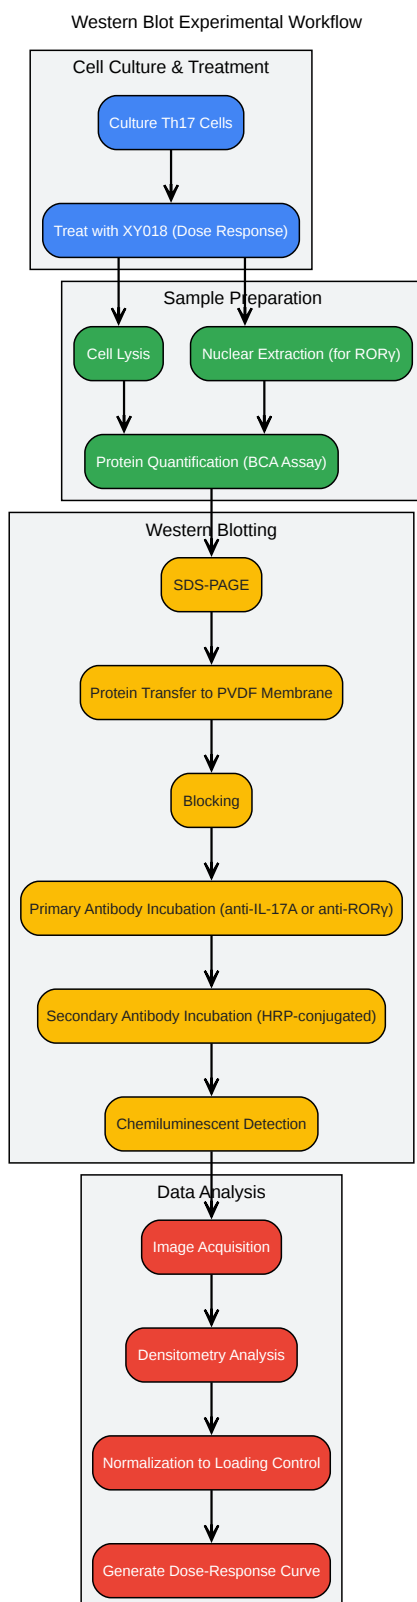 Western Blot Experimental Workflow
Cell Culture & Treatment
Culture Th17 Cells
Treat with XY018 (Dose Response)
Sample Preparation
Cell Lysis
Nuclear Extraction (for RORγ)
Protein Quantification (BCA Assay)
Western Blotting
SDS-PAGE
Protein Transfer to PVDF Membrane
Blocking
Primary Antibody Incubation (anti-IL-17A or anti-RORγ)
Secondary Antibody Incubation (HRP-conjugated)
Chemiluminescent Detection
Data Analysis
Image Acquisition
Densitometry Analysis
Normalization to Loading Control
Generate Dose-Response Curve